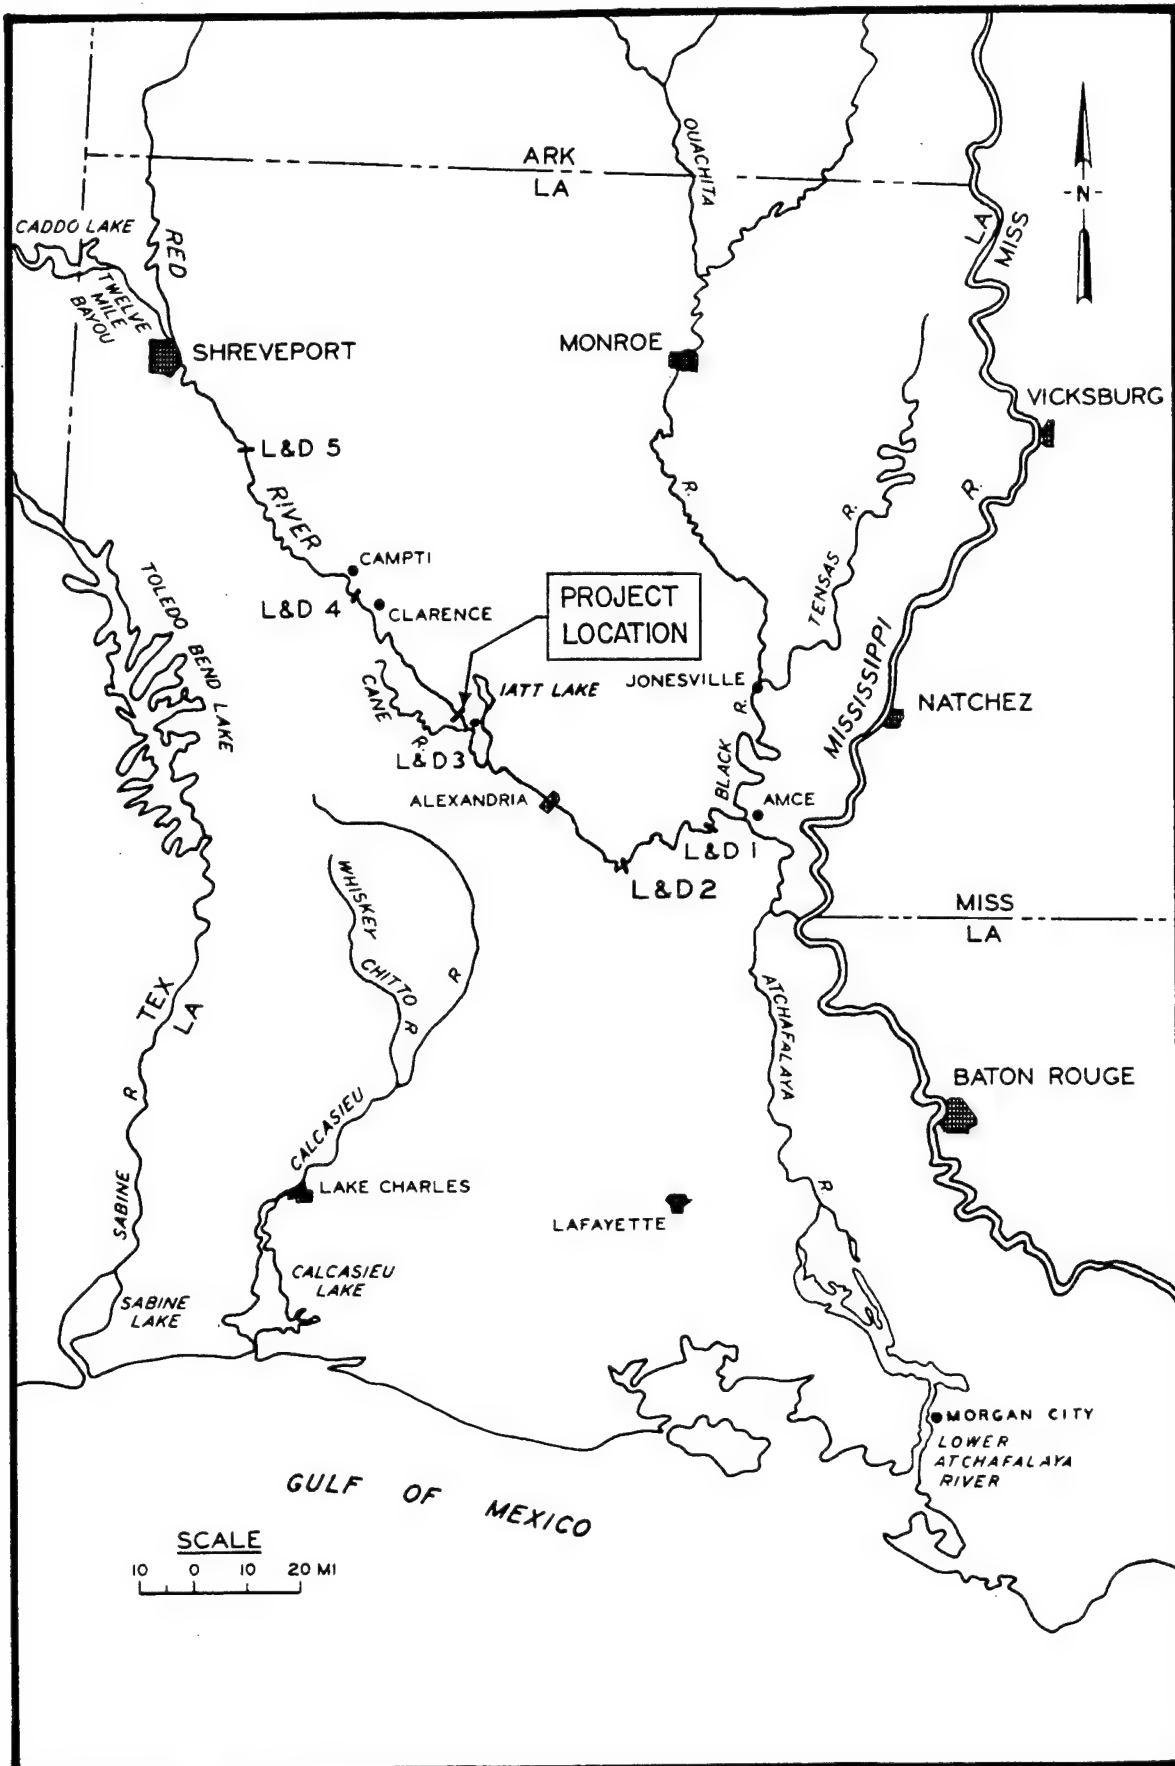 ARK
LA
OUACHITA
-N-
CADDO LAKE
RED
LA
MISS
TWELVE
MILE
BAYOU
SHREVEPORT
MONROE
VICKSBURG
L&D 5
R.
R.
RIVER
R.
CAMPTI
TOLEDO BEND LAKE
L&D 4
CLARENCE
PROJECT
LOCATION
TENSAS
IATT LAKE
JONESVILLE
CANE
R.
R.
MISSISSIPPI
NATCHEZ
L&D3
BLACK
ALEXANDRIA
AMCE
L&D 1
L&D2
WHISKEY
CHITTO
R
R
MISS
LA
TEX
LA
ATCHAFALAYA
R
BATON ROUGE
CALCASIEU
SABINE
R
LAKE CHARLES
LAFAYETTE
CALCASIEU
LAKE
SABINE
LAKE
MORGAN CITY
LOWER
ATCHAFALAYA
RIVER
GULF OF MEXICO
SCALE
10 0 10 20 MI